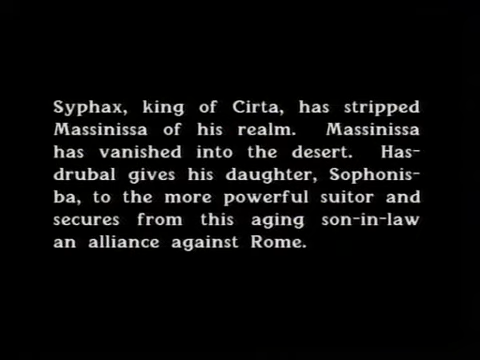 Syphax, king of Cirta, has stripped
Massinissa of his realm. Massinissa
has vanished into the desert. Has-
drubal gives his daughter, Sophonis-
ba, to the more powerful suitor and
secures from this aging son-in-law
an alliance against Rome.